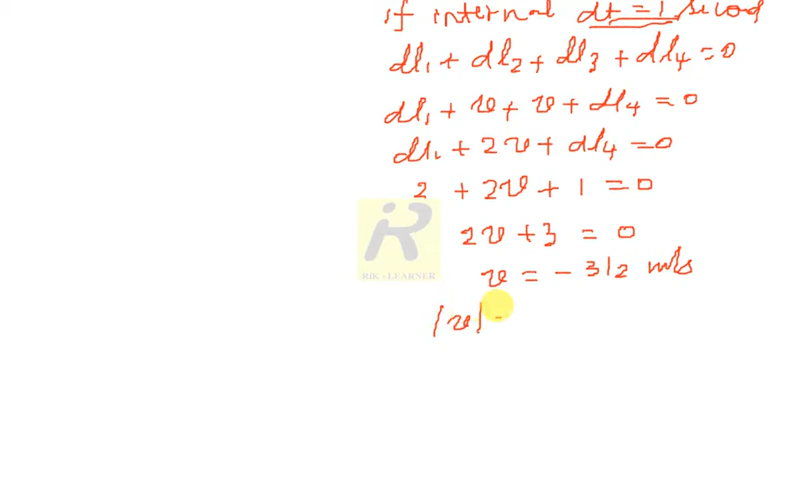 if internal dt = 1 second
dl₁ + dl₂ + dl₃ + dl₄ = 0
dl₁ + v + v + dl₄ = 0
dl₁ + 2v + dl₄ = 0
2 + 2v + 1 = 0
2v + 3 = 0
v = - 3/2 m/s
|v| -
RIK - LEARNER